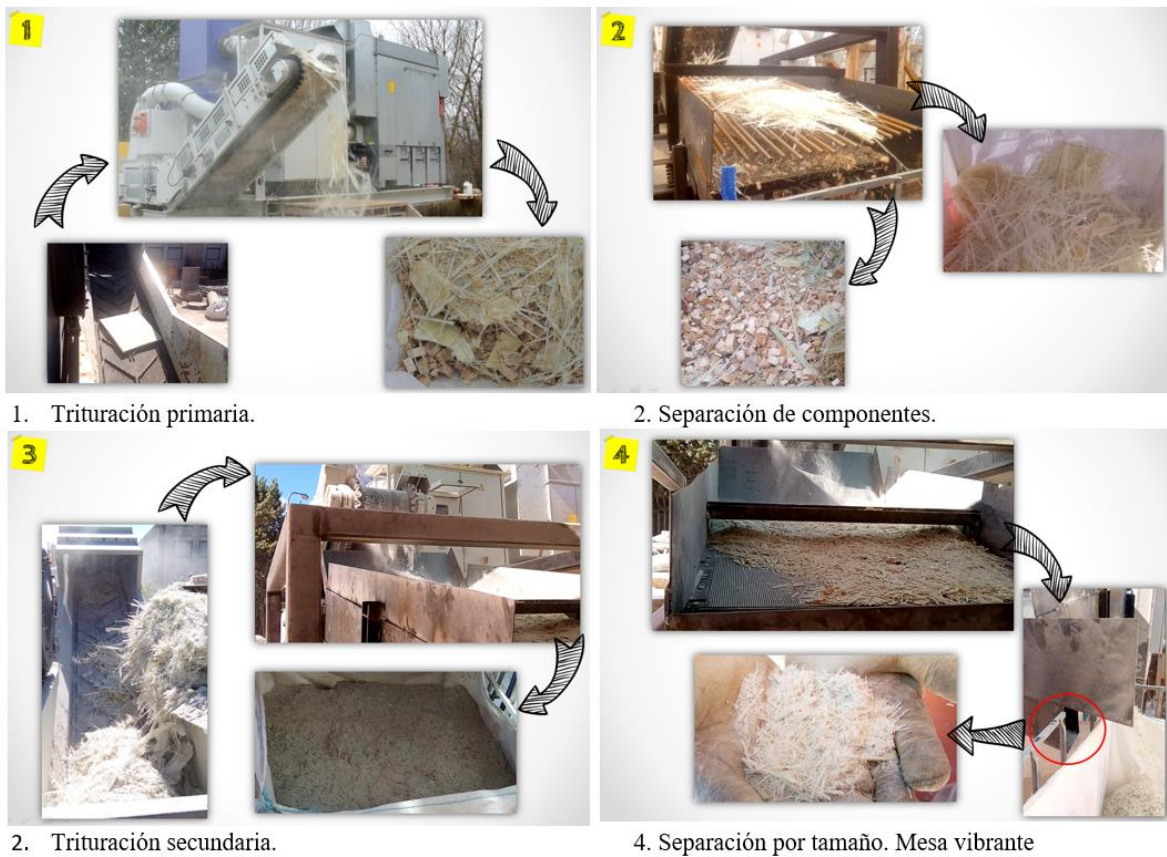 1
2
1. Trituración primaria.
2. Separación de componentes.
3
4
2. Trituración secundaria.
4. Separación por tamaño. Mesa vibrante